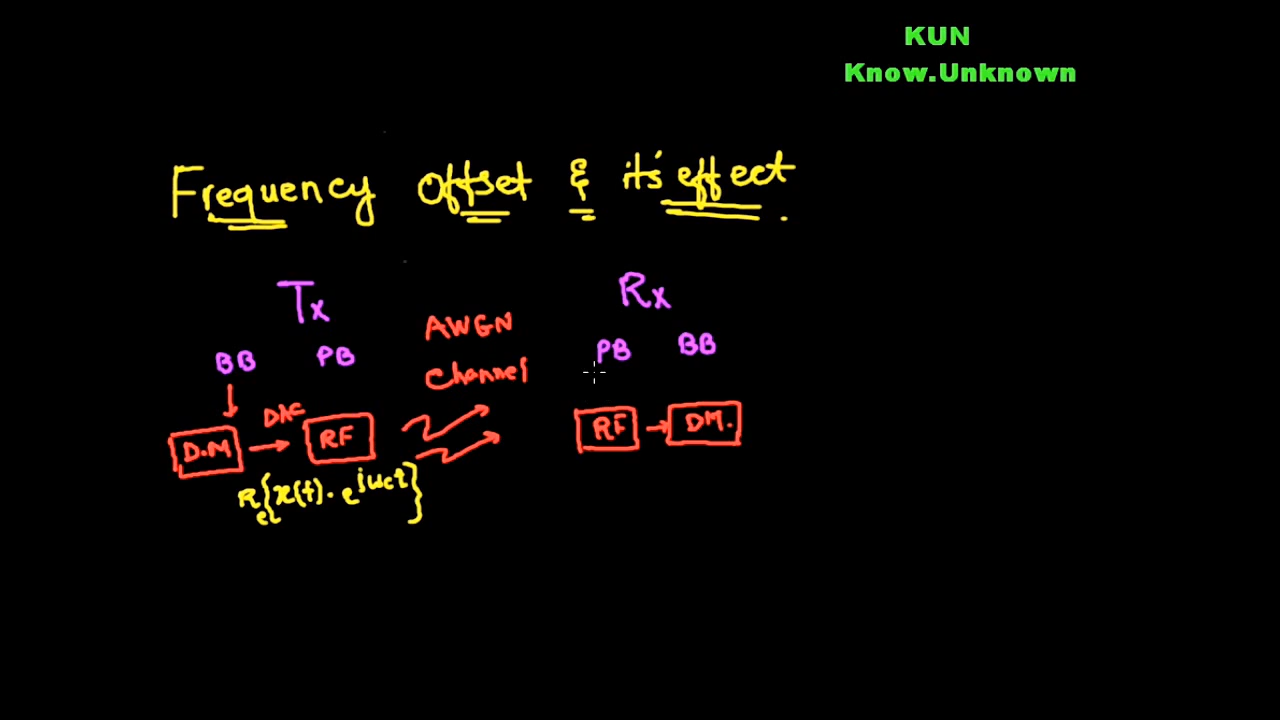 KUN
Know.Unknown
Frequency Offset & it's effect.
Tx
Rx
AWGN
Channel
BB PB
PB BB
DAC
D.M RF
RF DM.
Re{x(t).e^jωct}